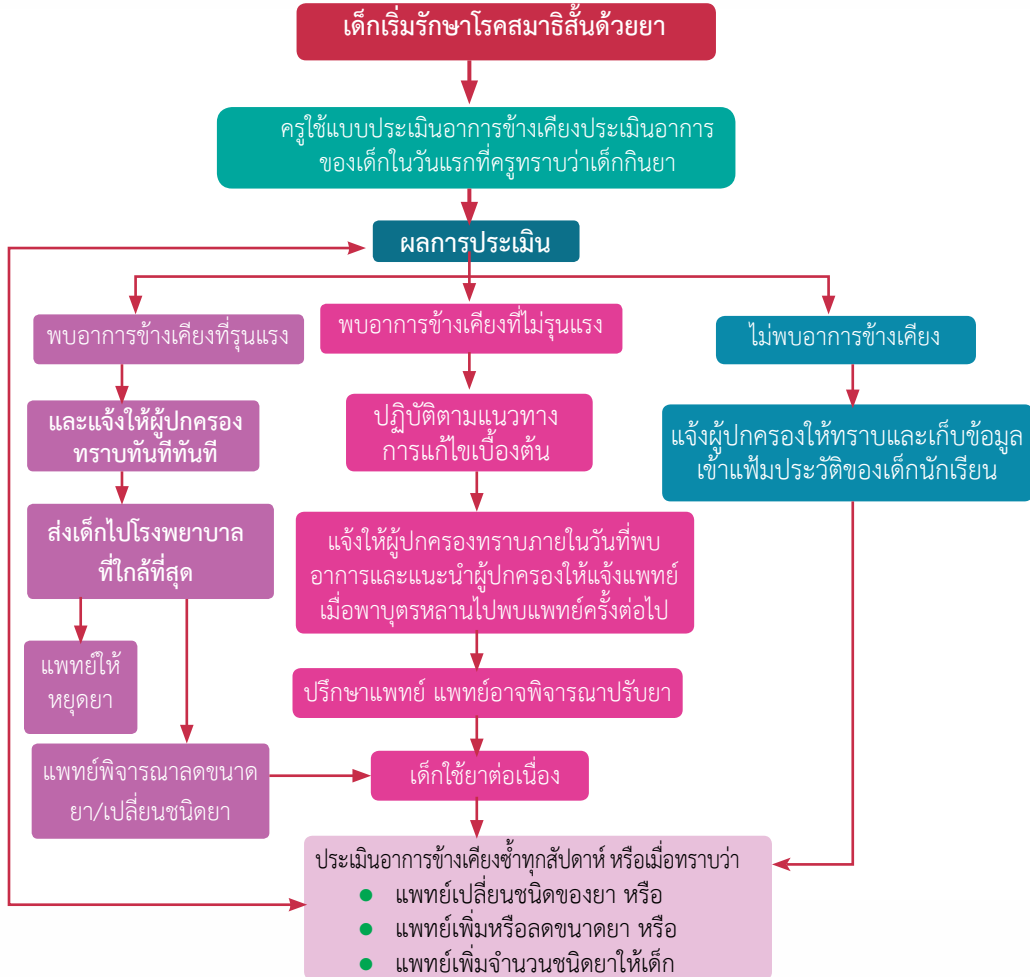 เด็กเริ่มรักษาโรคสมาธิสั้นด้วยยา
ครูใช้แบบประเมินอาการข้างเคียงประเมินอาการ
ของเด็กในวันแรกที่ครูทราบว่าเด็กกินยา
ผลการประเมิน
พบอาการข้างเคียงที่รุนแรง
และแจ้งให้ผู้ปกครอง
ทราบทันทีทันที
ส่งเด็กไปโรงพยาบาล
ที่ใกล้ที่สุด
แพทย์ให้
หยุดยา
แพทย์พิจารณาลดขนาด
ยา/เปลี่ยนชนิดยา
พบอาการข้างเคียงที่ไม่รุนแรง
ปฏิบัติตามแนวทาง
การแก้ไขเบื้องต้น
แจ้งให้ผู้ปกครองทราบภายในวันที่พบ
อาการและแนะนำผู้ปกครองให้แจ้งแพทย์
เมื่อพาบุตรหลานไปพบแพทย์ครั้งต่อไป
ปรึกษาแพทย์ แพทย์อาจพิจารณาปรับยา
เด็กใช้ยาต่อเนื่อง
ไม่พบอาการข้างเคียง
แจ้งผู้ปกครองให้ทราบและเก็บข้อมูล
เข้าแฟ้มประวัติของเด็กนักเรียน
ประเมินอาการข้างเคียงซ้ำทุกสัปดาห์ หรือเมื่อทราบว่า
● แพทย์เปลี่ยนชนิดของยา หรือ
● แพทย์เพิ่มหรือลดขนาดยา หรือ
● แพทย์เพิ่มจำนวนชนิดยาให้เด็ก